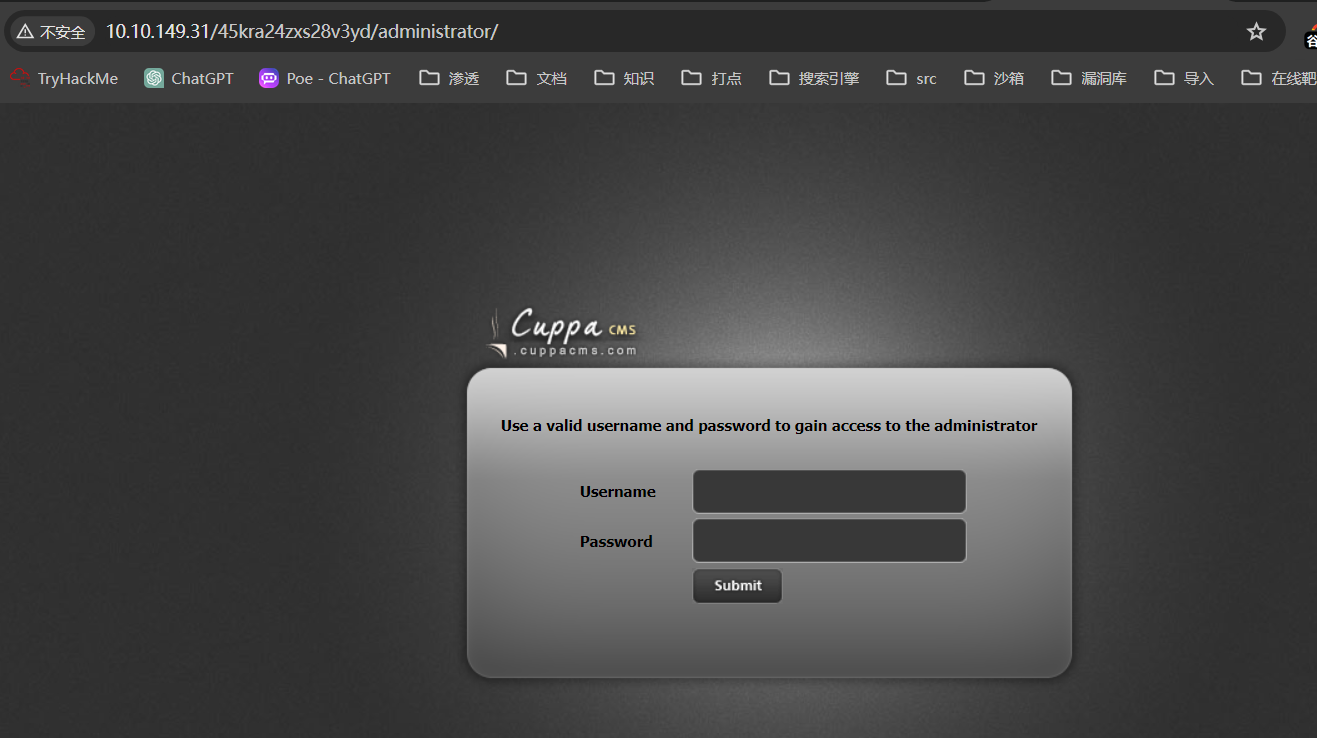 不安全 10.10.149.31/45kra24zxs28v3yd/administrator/
TryHackMe ChatGPT Poe - ChatGPT 渗透 文档 知识 打点 搜索引擎 src 沙箱 漏洞库 导入 在线靶
Cuppa CMS
.cuppacms.com
Use a valid username and password to gain access to the administrator
Username
Password
Submit